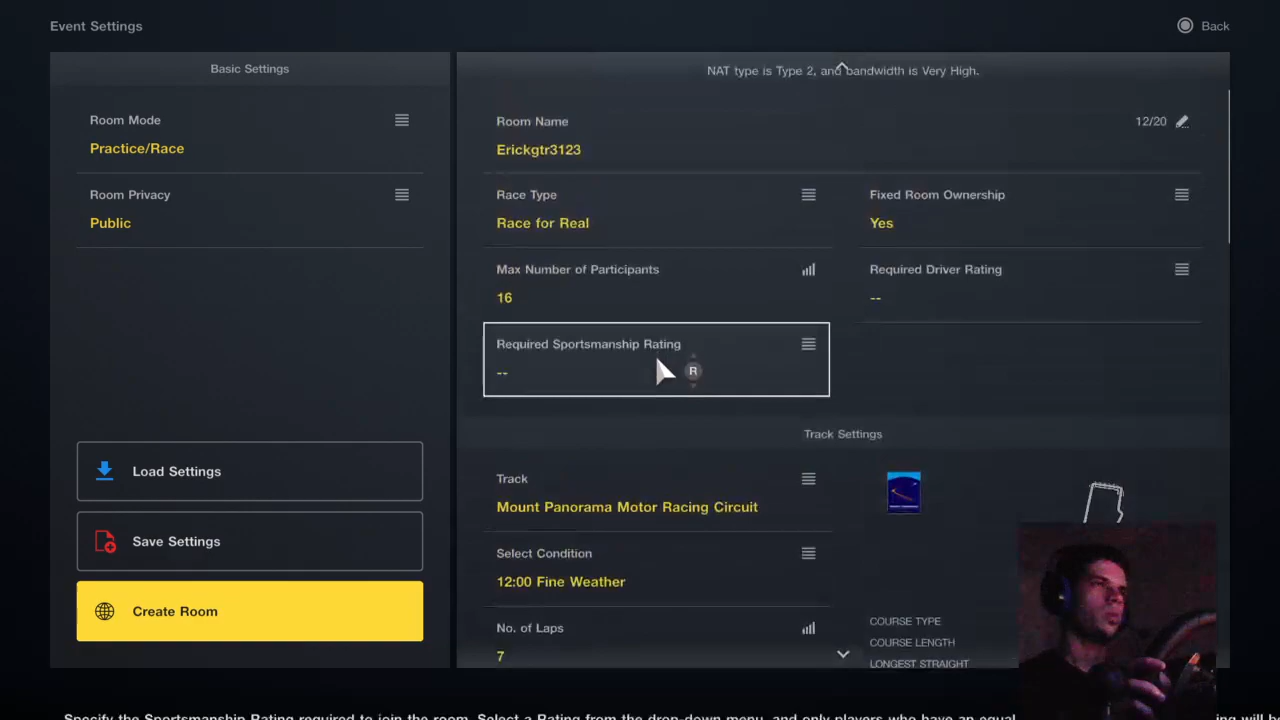 Event Settings
Back
Basic Settings
Room Mode
Practice/Race
Room Privacy
Public
Load Settings
Save Settings
Create Room
NAT type is Type 2, and bandwidth is Very High.
Room Name
12/20
Erickgtr3123
Race Type
Race for Real
Fixed Room Ownership
Yes
Max Number of Participants
16
Required Driver Rating
--
Required Sportsmanship Rating
--
R
Track Settings
Track
Mount Panorama Motor Racing Circuit
Select Condition
12:00 Fine Weather
No. of Laps
7
COURSE TYPE
COURSE LENGTH
LONGEST STRAIGHT
Specify the Sportsmanship Rating required to join the room. Select a Rating from the drop-down menu, and only players who have an equal
ing will be